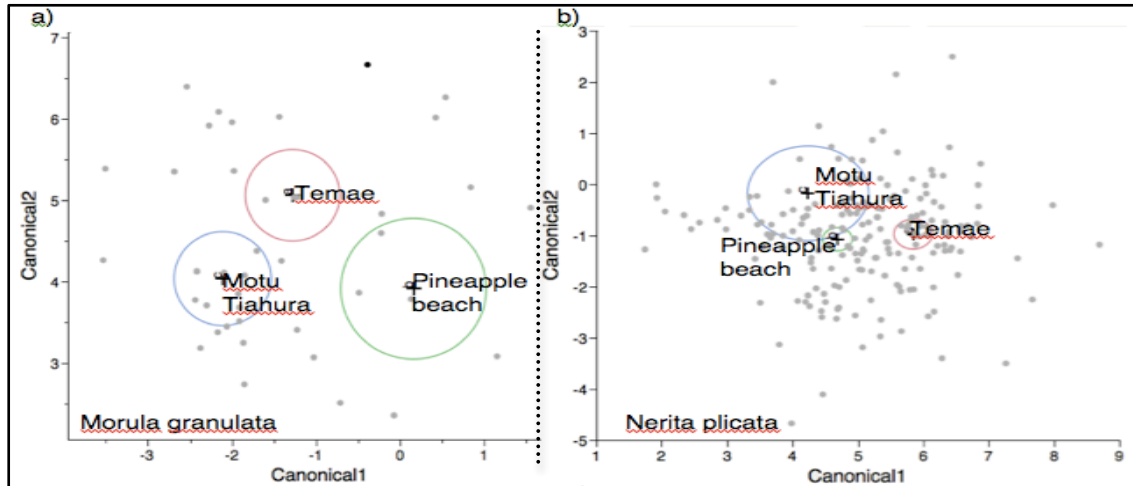 a)
7
6
5
4
3
Canonical2
Temae
Motu
Tiahura
Pineapple
beach
Morula granulata
-3
-2
-1
0
1
Canonical1
b)
3
2
1
0
-1
-2
-3
-4
-5
Canonical2
Motu
Tiahura
Pineapple
beach
Temae
Nerita plicata
1
2
3
4
5
6
7
8
9
Canonical1